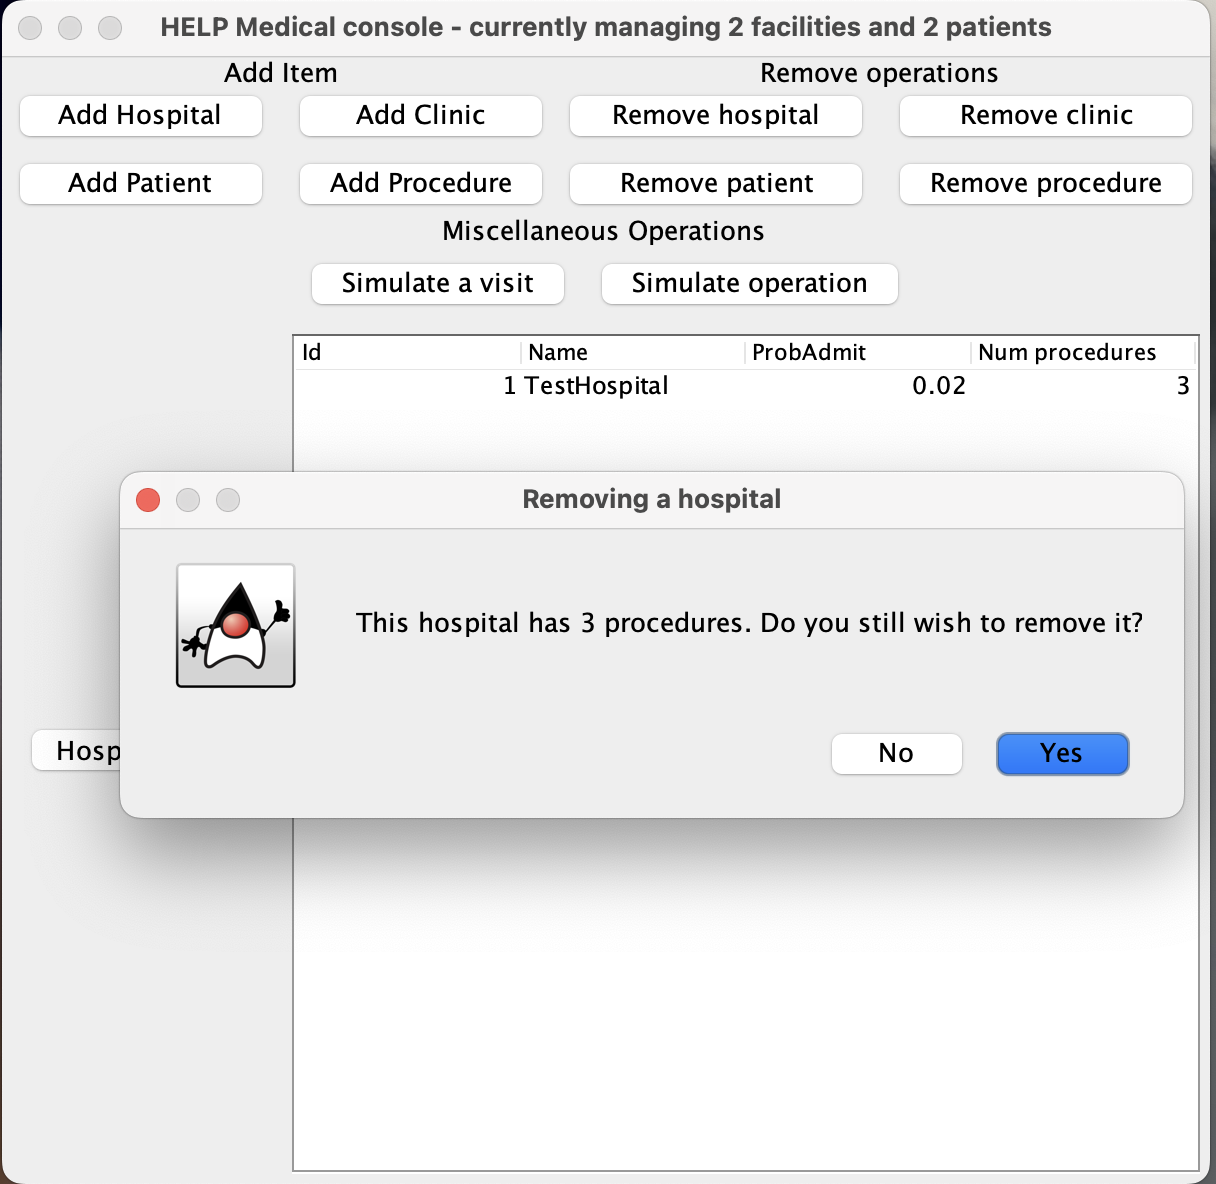 HELP Medical console - currently managing 2 facilities and 2 patients
Add Item Remove operations
Add Hospital Add Clinic Remove hospital Remove clinic
Add Patient Add Procedure Remove patient Remove procedure
Miscellaneous Operations
Simulate a visit Simulate operation
Id Name ProbAdmit Num procedures
1 TestHospital 0.02 3
Removing a hospital
This hospital has 3 procedures. Do you still wish to remove it?
Hosp
No Yes